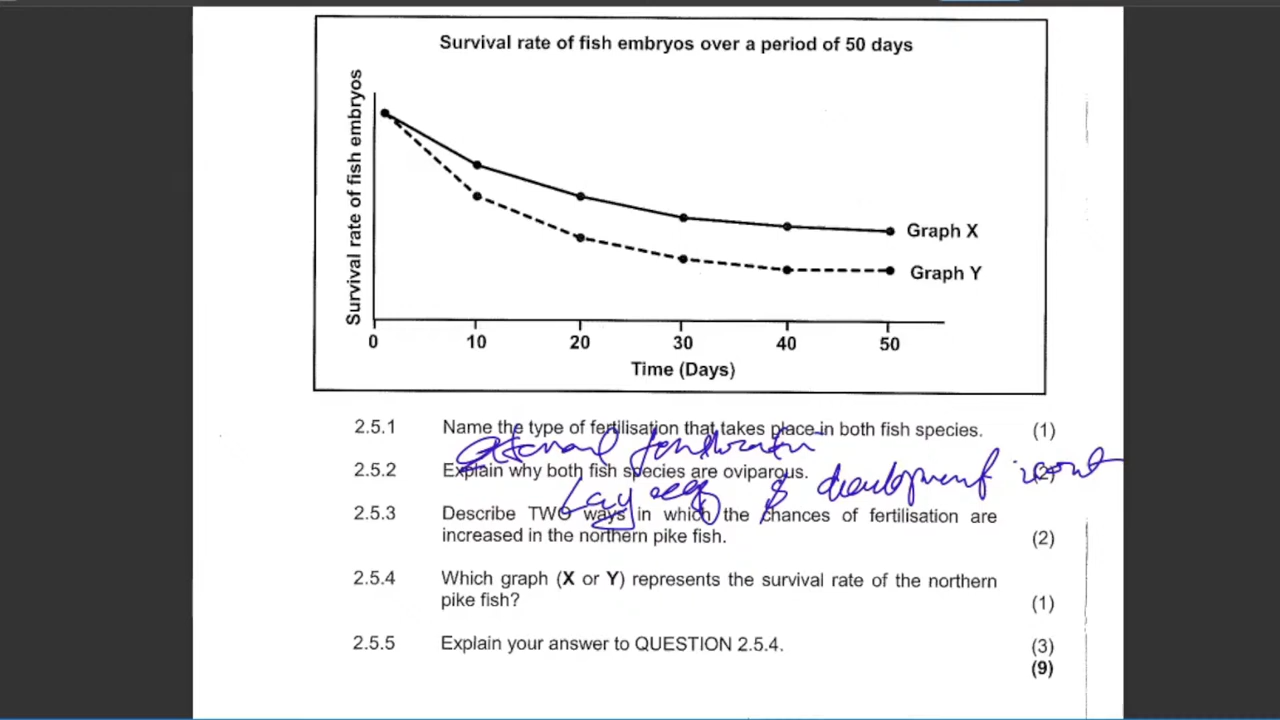 Survival rate of fish embryos over a period of 50 days
Survival rate of fish embryos
Graph X
Graph Y
0 10 20 30 40 50
Time (Days)
2.5.1 Name the type of fertilisation that takes place in both fish species. (1)
external fertilization
2.5.2 Explain why both fish species are oviparous. (2)
Lay egg & development
2.5.3 Describe TWO ways in which the chances of fertilisation are
increased in the northern pike fish. (2)
2.5.4 Which graph (X or Y) represents the survival rate of the northern
pike fish? (1)
2.5.5 Explain your answer to QUESTION 2.5.4. (3)
(9)